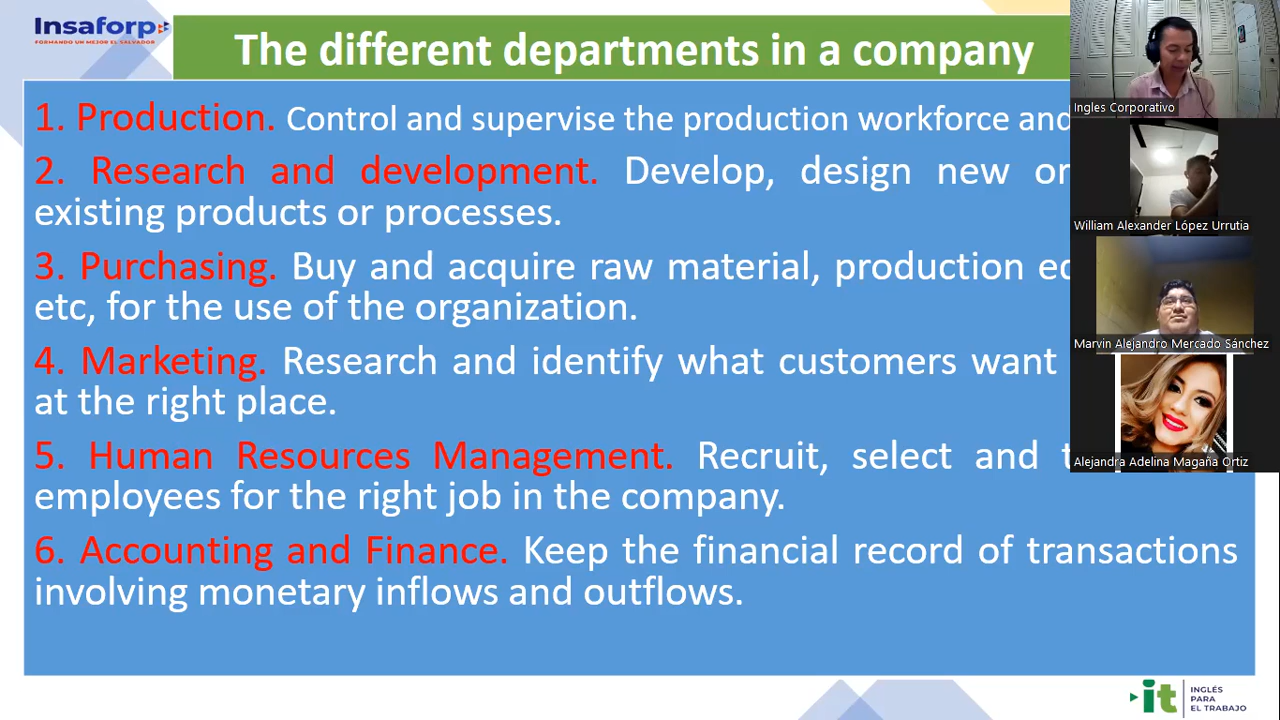 Insaforp
FORMANDO UN MEJOR EL SALVADOR
The different departments in a company
1. Production. Control and supervise the production workforce and
2. Research and development. Develop, design new or
existing products or processes.
3. Purchasing. Buy and acquire raw material, production
etc, for the use of the organization.
4. Marketing. Research and identify what customers want
at the right place.
5. Human Resources Management. Recruit, select and
employees for the right job in the company.
6. Accounting and Finance. Keep the financial record of transactions
involving monetary inflows and outflows.
Ingles Corporativo
William Alexander López Urrutia
Marvin Alejandro Mercado Sánchez
Alejandra Adelina Magaña Ortiz
it
INGLÉS
PARA
EL TRABAJO